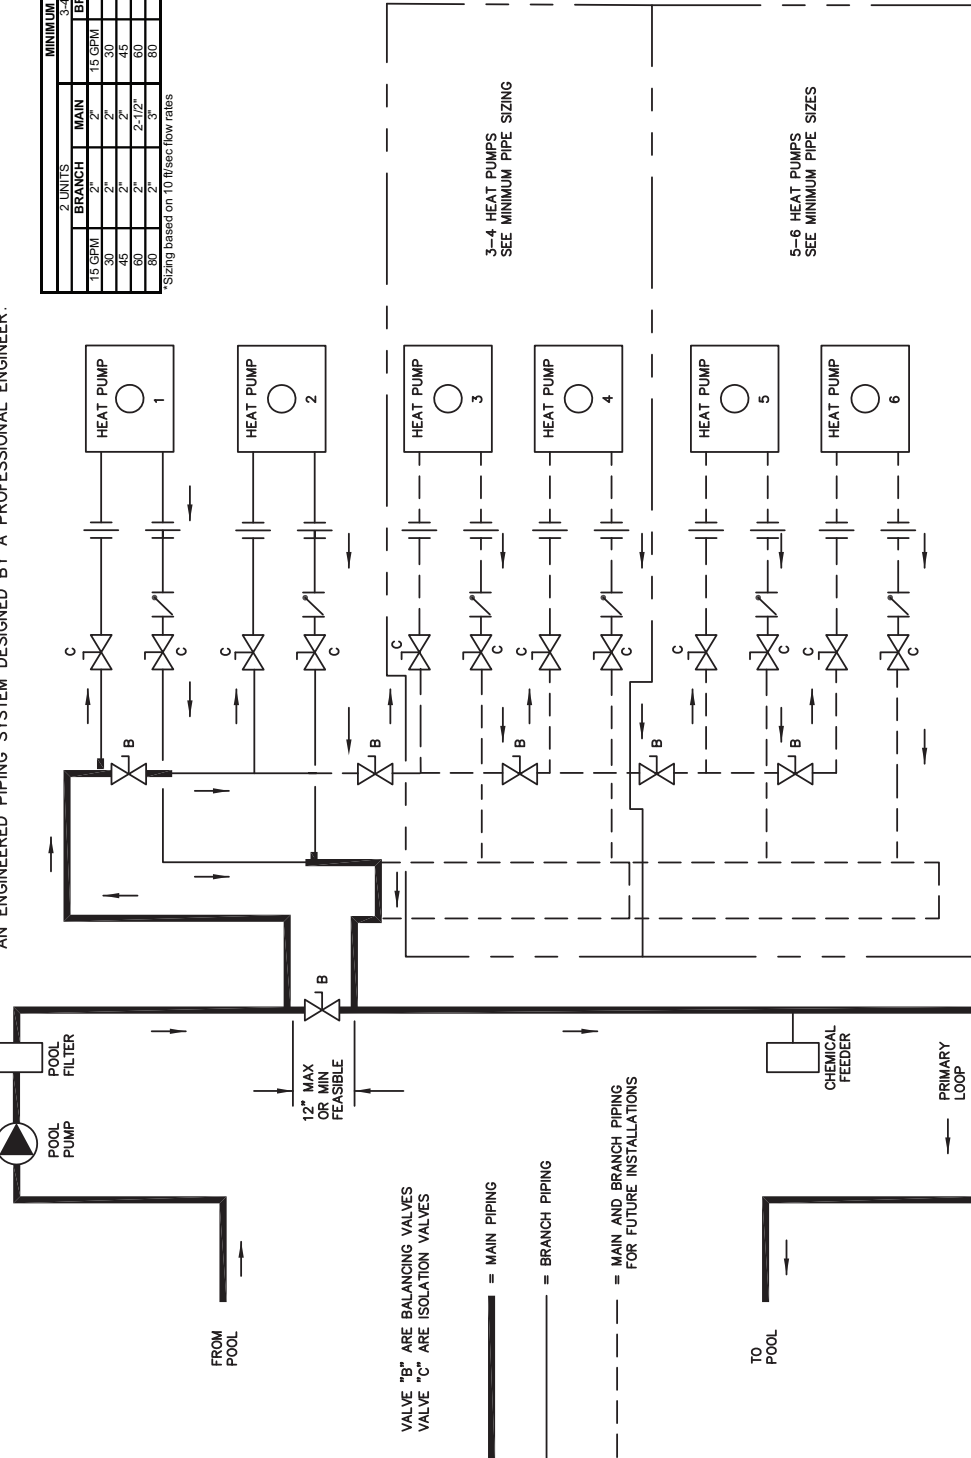 AN ENGINEERED PIPING SYSTEM DESIGNED BY A PROFESSIONAL ENGINEER.
MINIMUM
2 UNITS 3-4
BRANCH MAIN
15 GPM 2" 2" 15 GPM
30 2" 2" 30
45 2" 2" 45
60 2" 2-1/2" 60
80 2" 3" 80
*Sizing based on 10 ft/sec flow rates
3-4 HEAT PUMPS
SEE MINIMUM PIPE SIZING
5-6 HEAT PUMPS
SEE MINIMUM PIPE SIZES
HEAT PUMP
1
HEAT PUMP
2
HEAT PUMP
3
HEAT PUMP
4
HEAT PUMP
5
HEAT PUMP
6
C
C
C
C
C
C
C
C
C
C
C
C
B
B
B
B
B
B
POOL
FILTER
POOL
PUMP
12" MAX
OR MIN
FEASIBLE
CHEMICAL
FEEDER
PRIMARY
LOOP
FROM
POOL
TO
POOL
VALVE "B" ARE BALANCING VALVES
VALVE "C" ARE ISOLATION VALVES
= MAIN PIPING
= BRANCH PIPING
= MAIN AND BRANCH PIPING
FOR FUTURE INSTALLATIONS